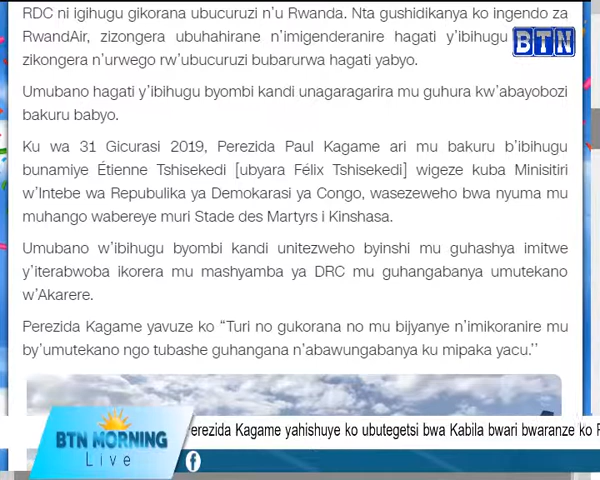 RDC ni igihugu gikorana ubucuruzi n'u Rwanda. Nta gushidikanya ko ingendo za
RwandAir, zizongera ubuhahirane n'imigenderanire hagati y'ibihugu
BTN
zikongera n'urwego rw'ubucuruzi bubarurwa hagati yabyo.
Umubano hagati y'ibihugu byombi kandi unagaragarira mu guhura kw'abayobozi
bakuru babyo.
Ku wa 31 Gicurasi 2019, Perezida Paul Kagame ari mu bakuru b'ibihugu
bunamiye Étienne Tshisekedi [ubyara Félix Tshisekedi] wigeze kuba Minisitiri
w'Intebe wa Repubulika ya Demokarasi ya Congo, wasezeweho bwa nyuma mu
muhango wabereye muri Stade des Martyrs i Kinshasa.
Umubano w'ibihugu byombi kandi unitezweho byinshi mu guhashya imitwe
y'iterabwoba ikorera mu mashyamba ya DRC mu guhangabanya umutekano
w'Akarere.
Perezida Kagame yavuze ko “Turi no gukorana no mu bijyanye n'imikoranire mu
by'umutekano ngo tubashe guhangana n'abawungabanya ku mipaka yacu.''
Perezida Kagame yahishuye ko ubutegetsi bwa Kabila bwari bwaranze ko
BTN MORNING
Live